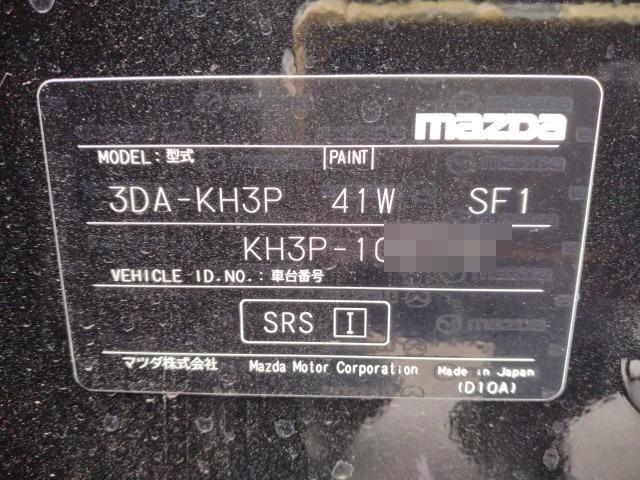 mazda
MODEL：型式 PAINT
3DA-KH3P 41W SF1
KH3P-10
VEHICLE ID.NO.：車台番号
SRS I
マツダ株式会社 Mazda Motor Corporation Made in Japan
(D10A)